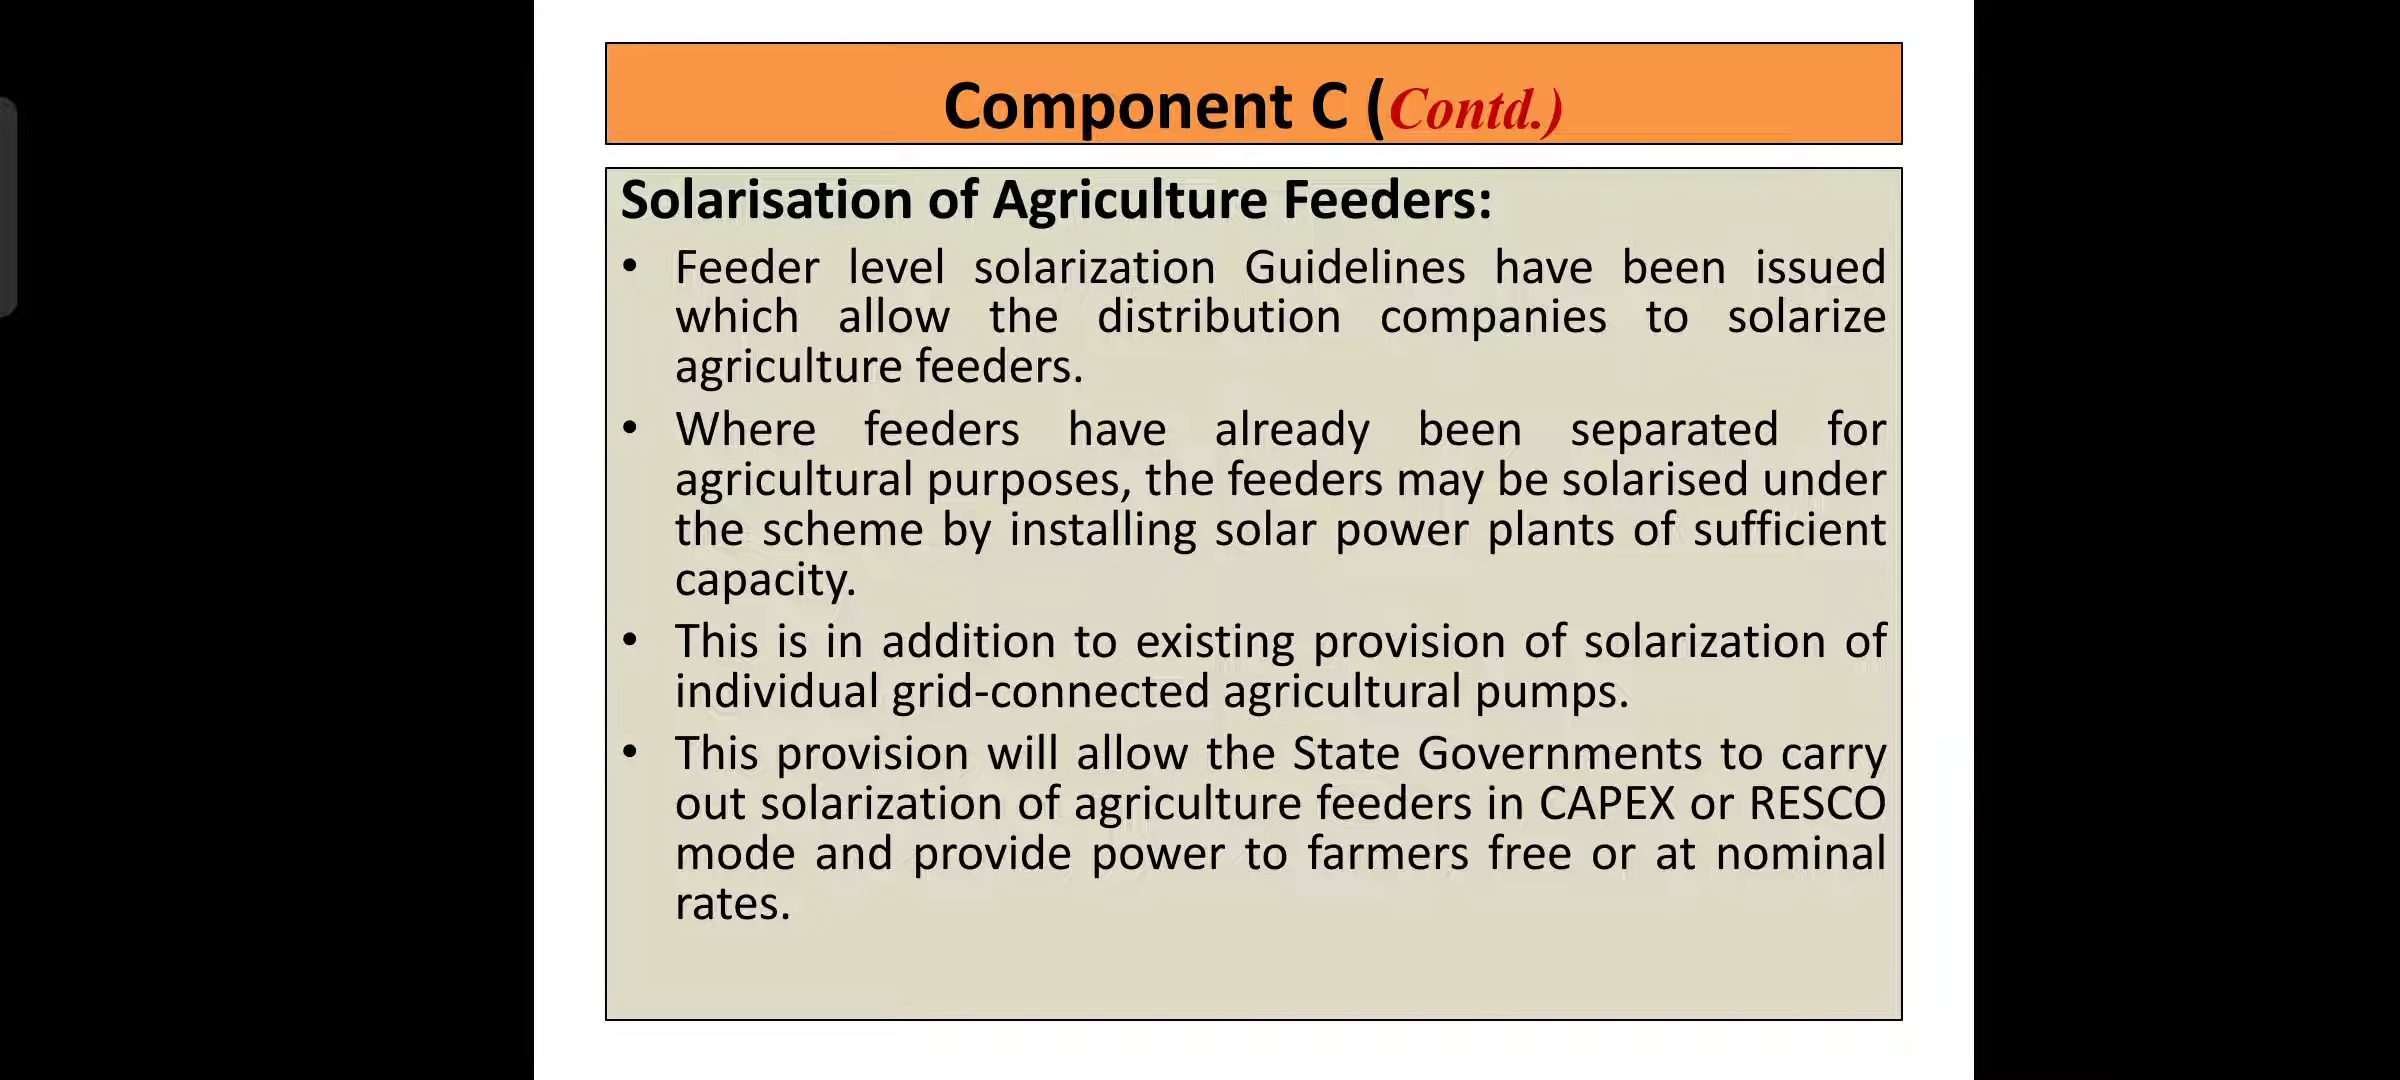 Component C (Contd.)
Solarisation of Agriculture Feeders:
• Feeder level solarization Guidelines have been issued
which allow the distribution companies to solarize
agriculture feeders.
• Where feeders have already been separated for
agricultural purposes, the feeders may be solarised under
the scheme by installing solar power plants of sufficient
capacity.
• This is in addition to existing provision of solarization of
individual grid-connected agricultural pumps.
• This provision will allow the State Governments to carry
out solarization of agriculture feeders in CAPEX or RESCO
mode and provide power to farmers free or at nominal
rates.